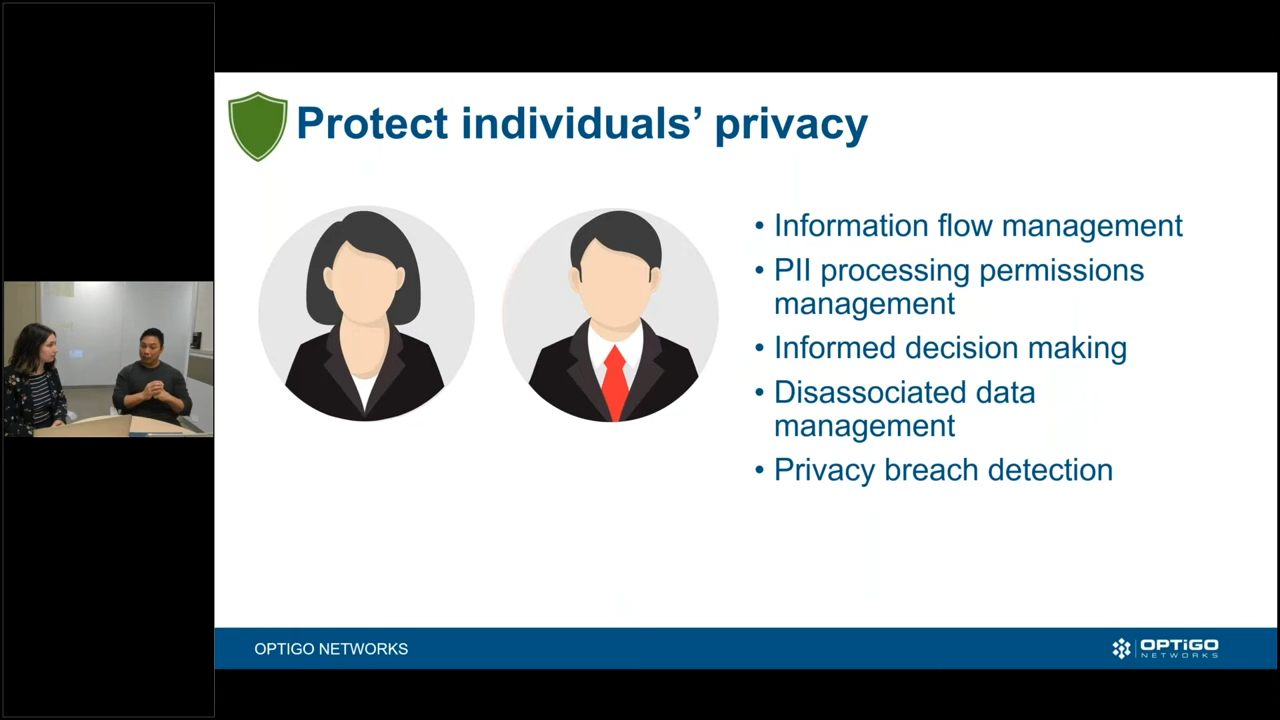 Protect individuals’ privacy
• Information flow management
• PII processing permissions
management
• Informed decision making
• Disassociated data
management
• Privacy breach detection
OPTIGO NETWORKS
OPTiGO
NETWORKS